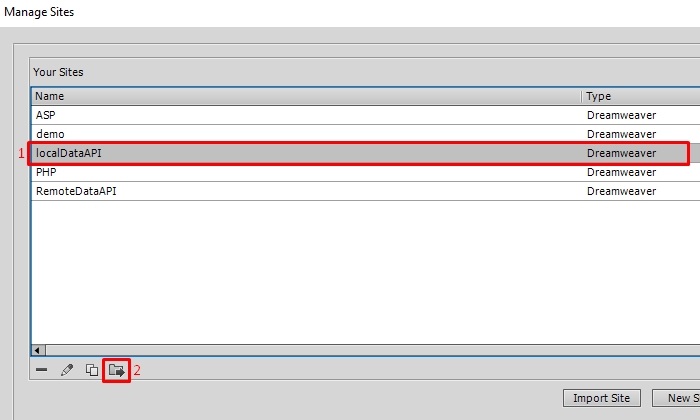 Manage Sites
Your Sites
Name Type
ASP Dreamweaver
demo Dreamweaver
1 localDataAPI Dreamweaver
PHP Dreamweaver
RemoteDataAPI Dreamweaver
2
Import Site New S